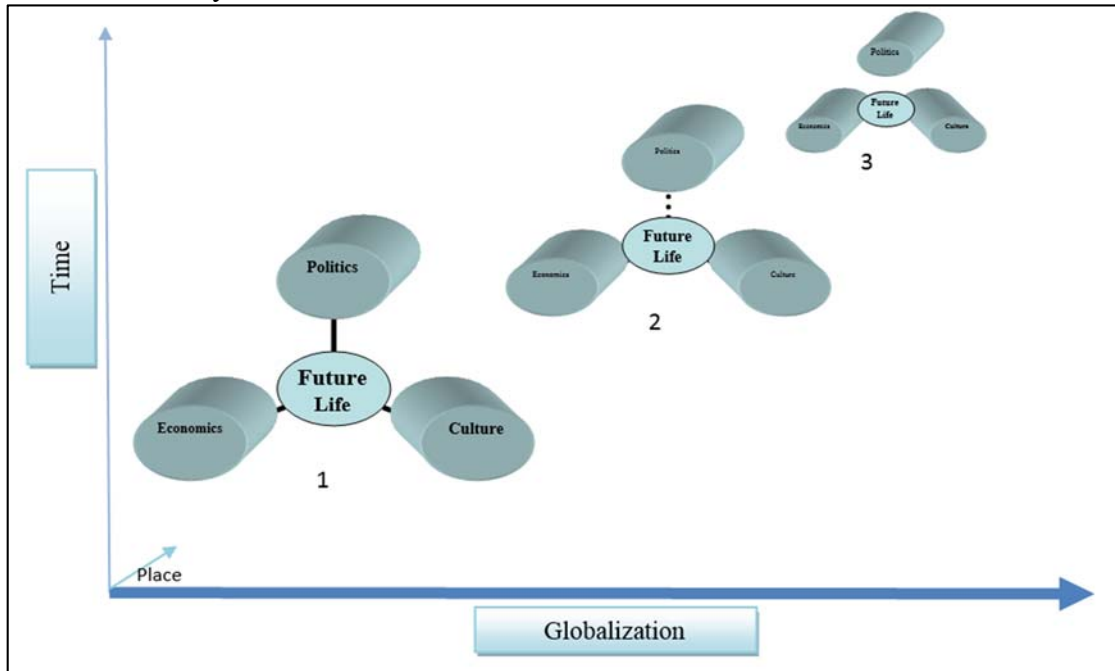 Politics
Politics
Future
Life
Economics
Culture
3
Politics
Future
Life
Economics
Culture
2
Politics
Future
Life
Economics
Culture
1
Time
Place
Globalization